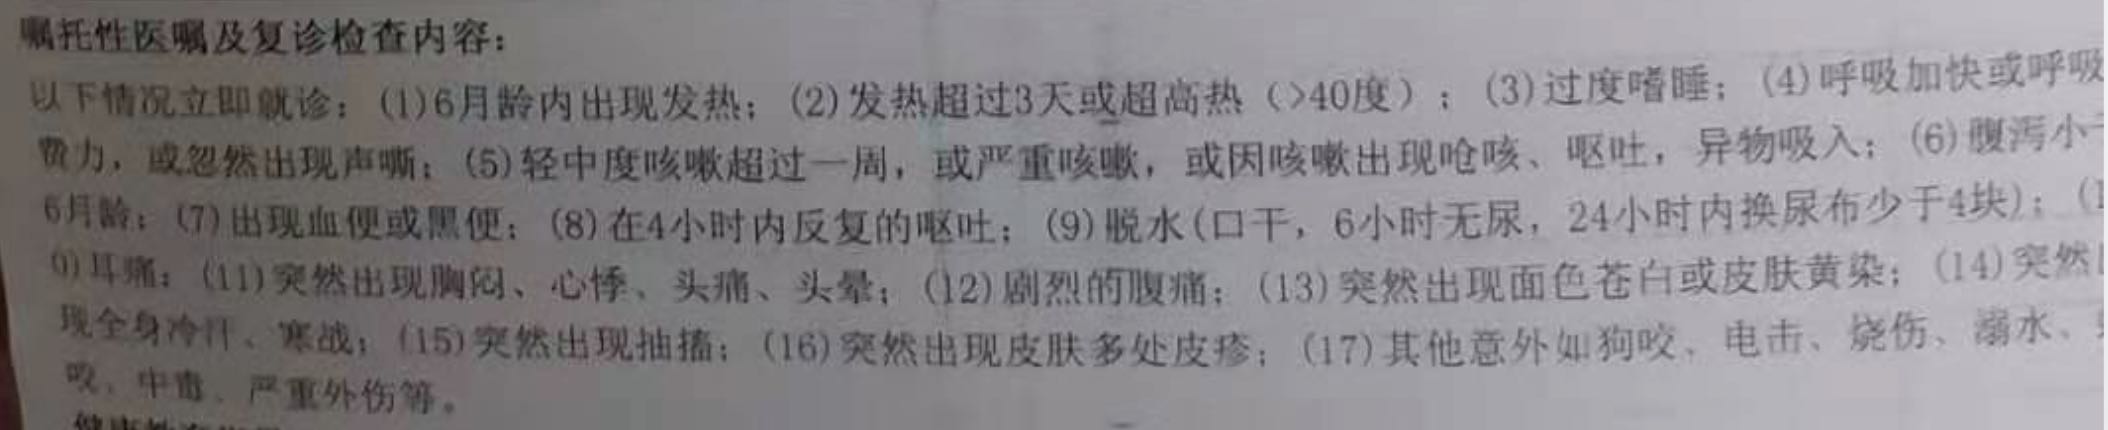 嘱托性医嘱及复诊检查内容：
以下情况立即就诊：(1)6月龄内出现发热；(2)发热超过3天或超高热（>40度）；(3)过度嗜睡；(4)呼吸加快或呼吸
费力，或忽然出现声嘶；(5)轻中度咳嗽超过一周，或严重咳嗽，或因咳嗽出现呛咳、呕吐，异物吸入；(6)腹泻小
6月龄；(7)出现血便或黑便；(8)在4小时内反复的呕吐；(9)脱水(口干，6小时无尿，24小时内换尿布少于4块)；(1
0)耳痛；(11)突然出现胸闷、心悸、头痛、头晕；(12)剧烈的腹痛；(13)突然出现面色苍白或皮肤黄染；(14)突然
现全身冷汗、寒战；(15)突然出现抽搐；(16)突然出现皮肤多处皮疹；(17)其他意外如狗咬、电击、烧伤、溺水、
咬、中毒、严重外伤等。